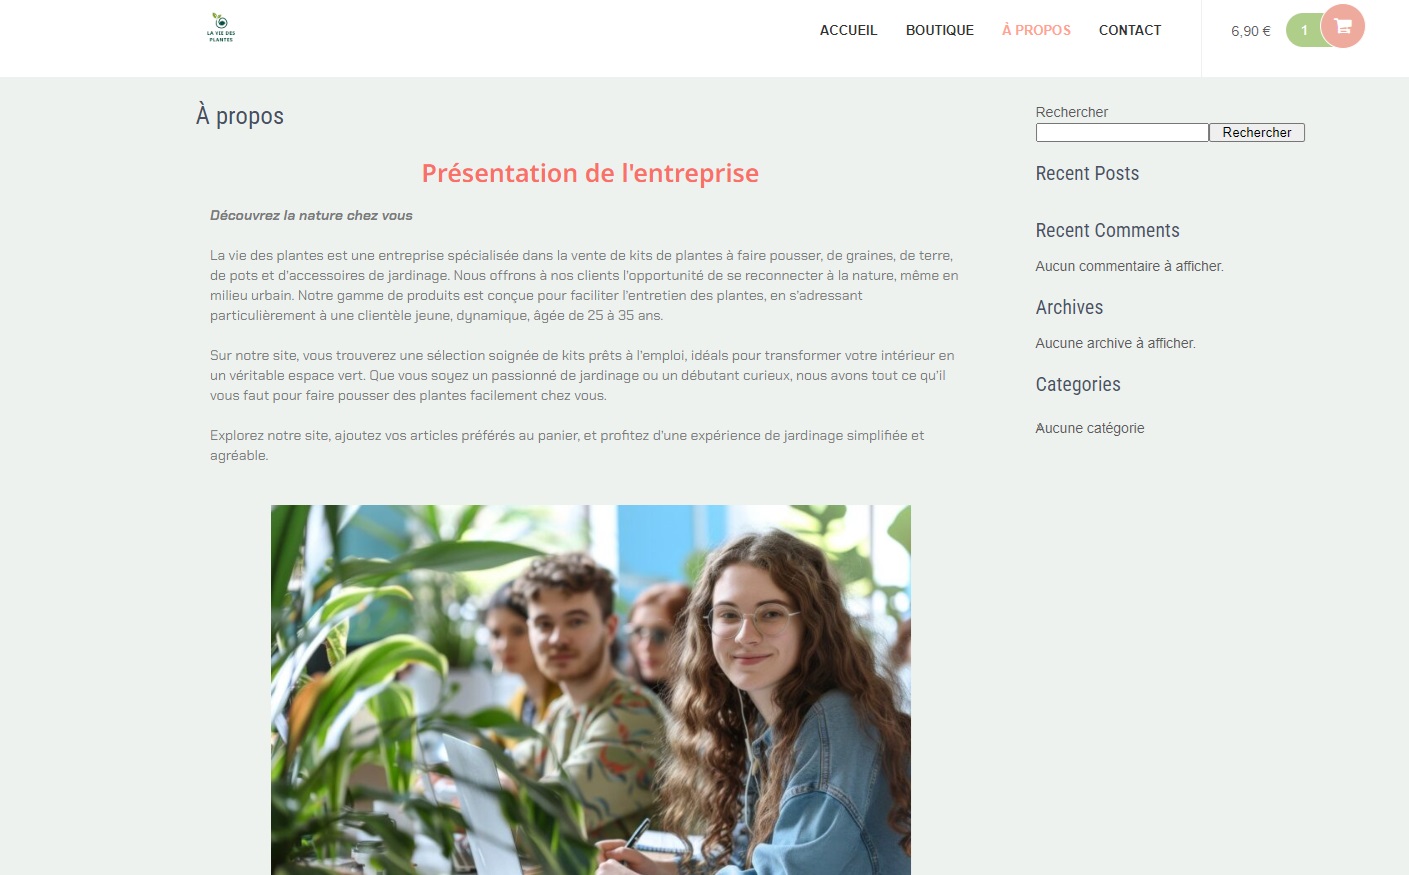 LA VIE DES
PLANTES
ACCUEIL
BOUTIQUE
À PROPOS
CONTACT
6,90 €
1
À propos
Présentation de l'entreprise
Découvrez la nature chez vous
La vie des plantes est une entreprise spécialisée dans la vente de kits de plantes à faire pousser, de graines, de terre,
de pots et d'accessoires de jardinage. Nous offrons à nos clients l'opportunité de se reconnecter à la nature, même en
milieu urbain. Notre gamme de produits est conçue pour faciliter l'entretien des plantes, en s'adressant
particulièrement à une clientèle jeune, dynamique, âgée de 25 à 35 ans.
Sur notre site, vous trouverez une sélection soignée de kits prêts à l'emploi, idéals pour transformer votre intérieur en
un véritable espace vert. Que vous soyez un passionné de jardinage ou un débutant curieux, nous avons tout ce qu'il
vous faut pour faire pousser des plantes facilement chez vous.
Explorez notre site, ajoutez vos articles préférés au panier, et profitez d'une expérience de jardinage simplifiée et
agréable.
Rechercher
Rechercher
Recent Posts
Recent Comments
Aucun commentaire à afficher.
Archives
Aucune archive à afficher.
Categories
Aucune catégorie